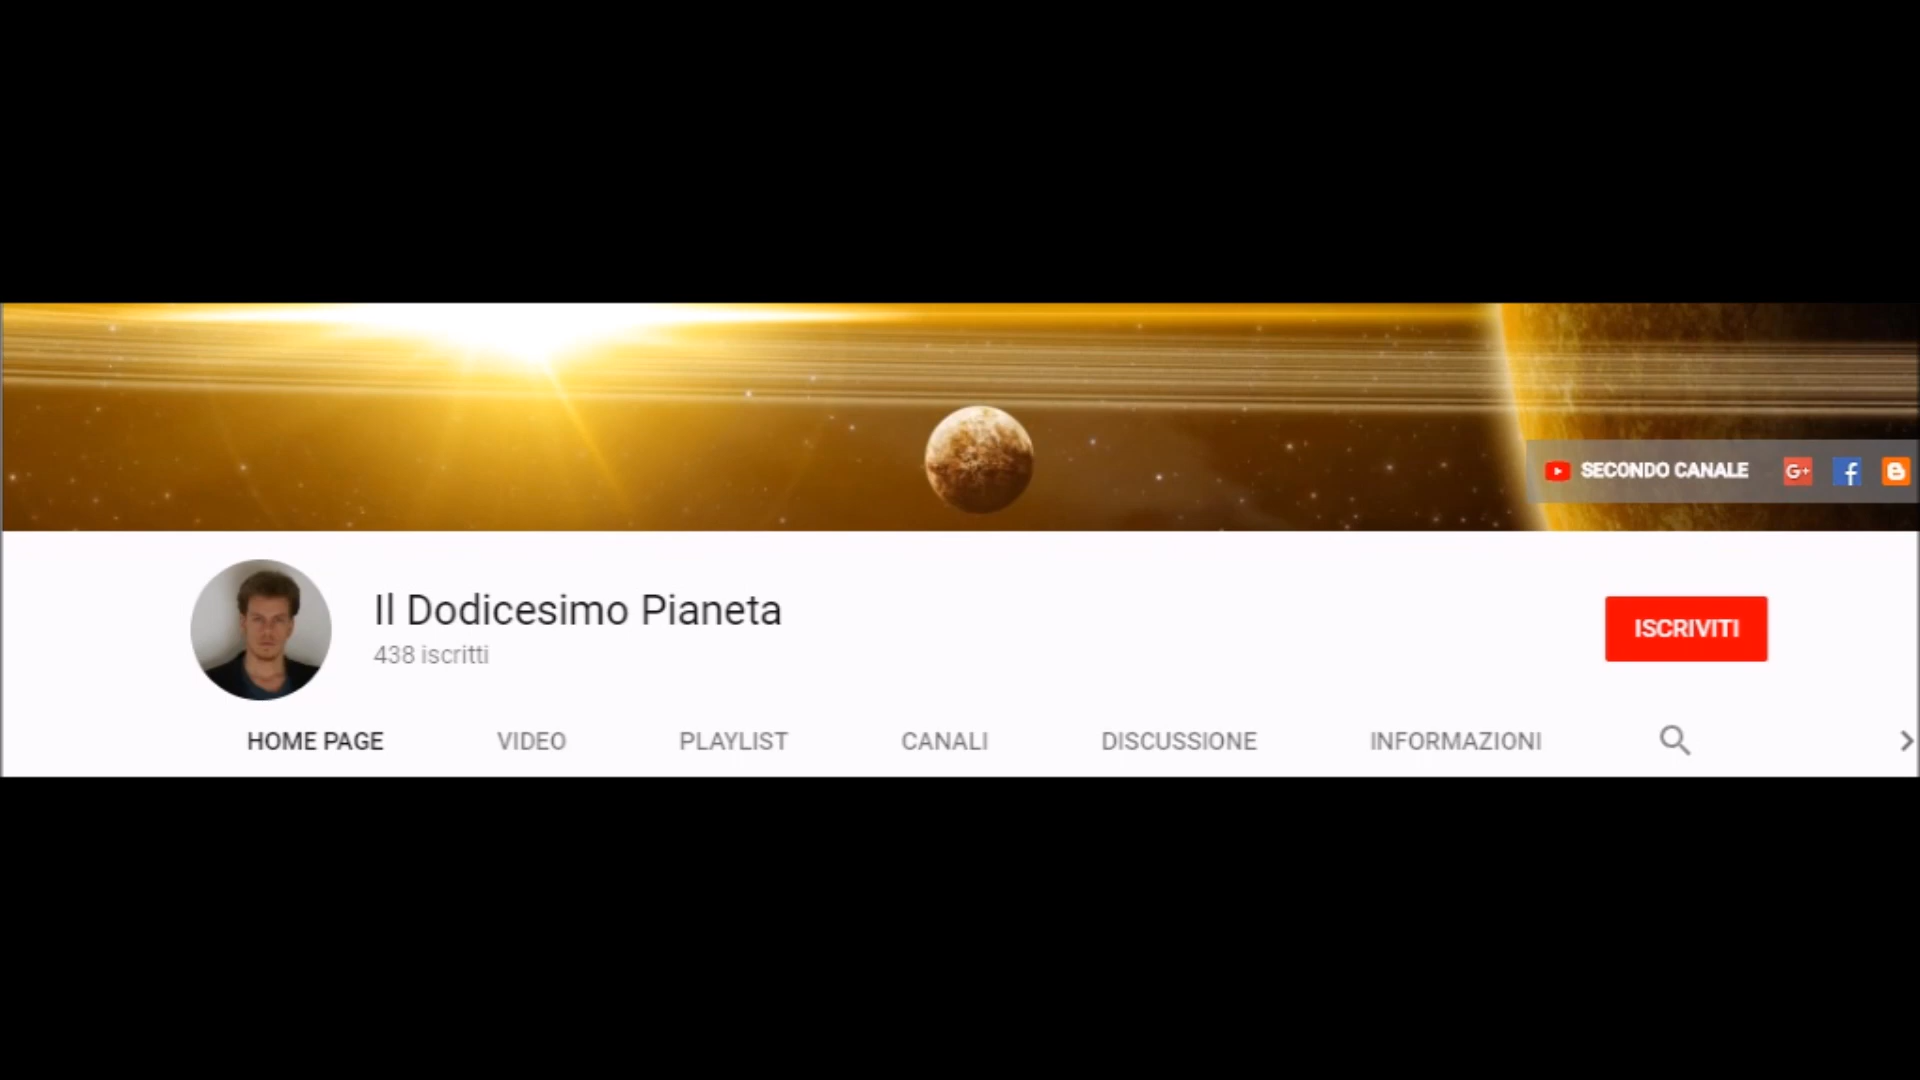 SECONDO CANALE
Il Dodicesimo Pianeta
438 iscritti
ISCRIVITI
HOME PAGE VIDEO PLAYLIST CANALI DISCUSSIONE INFORMAZIONI